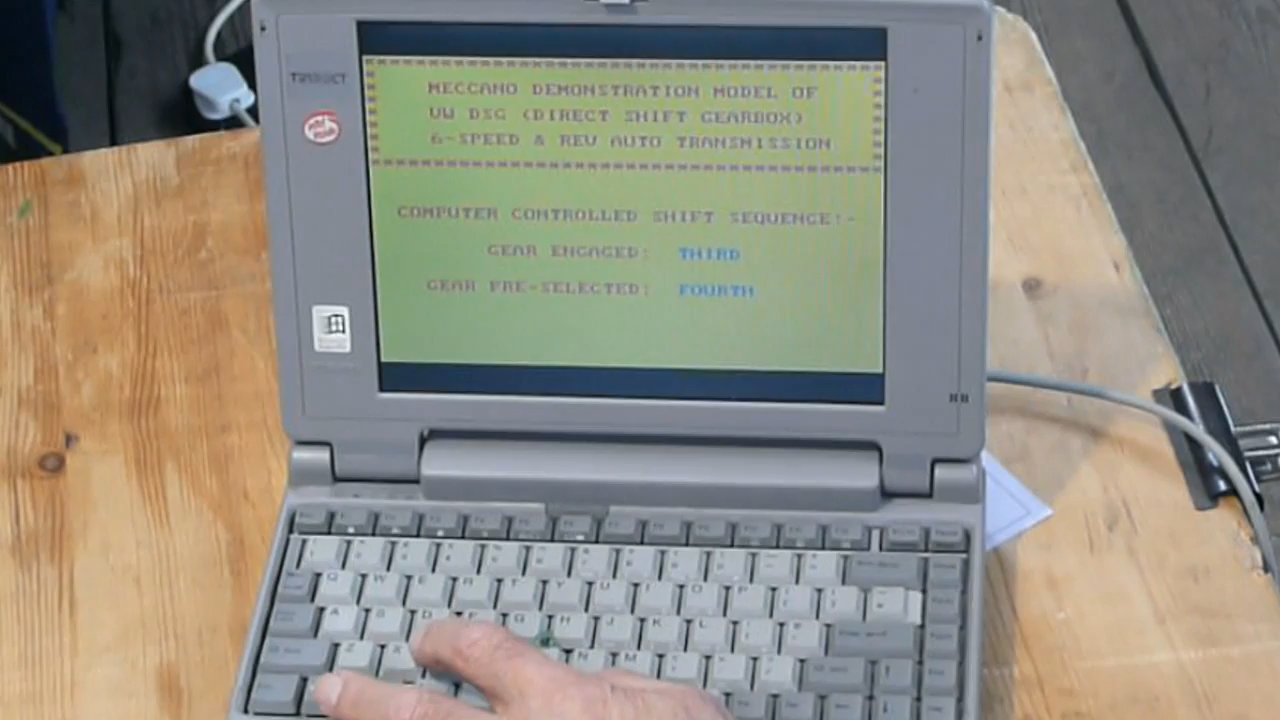 MECCANO DEMONSTRATION MODEL OF
VW DSG (DIRECT SHIFT GEARBOX)
6-SPEED & REV AUTO TRANSMISSION
COMPUTER CONTROLLED SHIFT SEQUENCE:-
GEAR ENGAGED: THIRD
GEAR PRE-SELECTED: FOURTH
Q W E R T Y U I O P
A S D F G H J K L
Z X N M